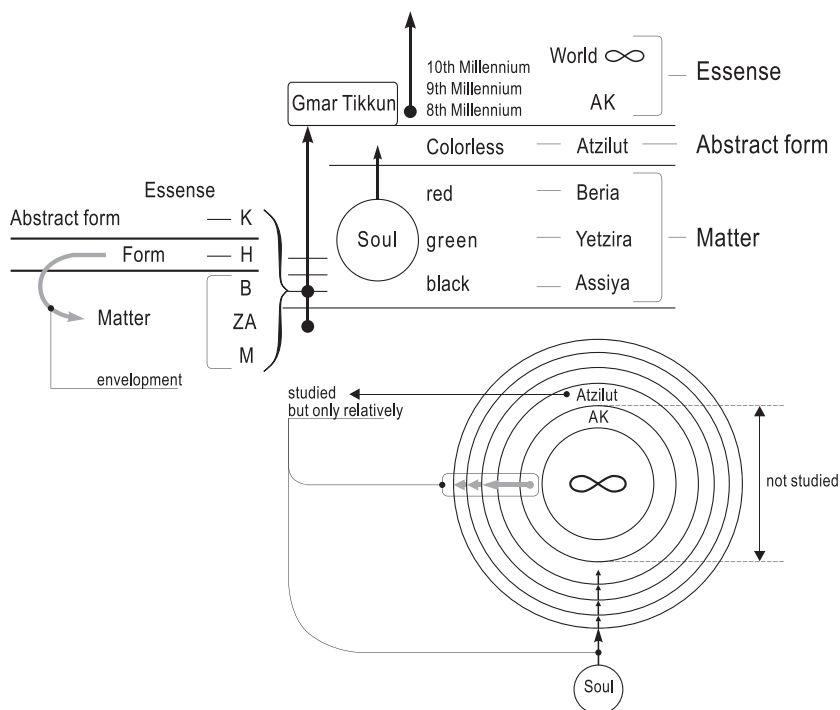 World ∞
10th Millennium
9th Millennium
8th Millennium
AK
Essense
Gmar Tikkun
Colorless
Atzilut
Abstract form
red
Beria
Soul
green
Yetzira
Matter
black
Assiya
Essense
Abstract form
K
Form
H
B
Matter
ZA
M
envelopment
studied
but only relatively
Atzilut
AK
∞
not studied
Soul